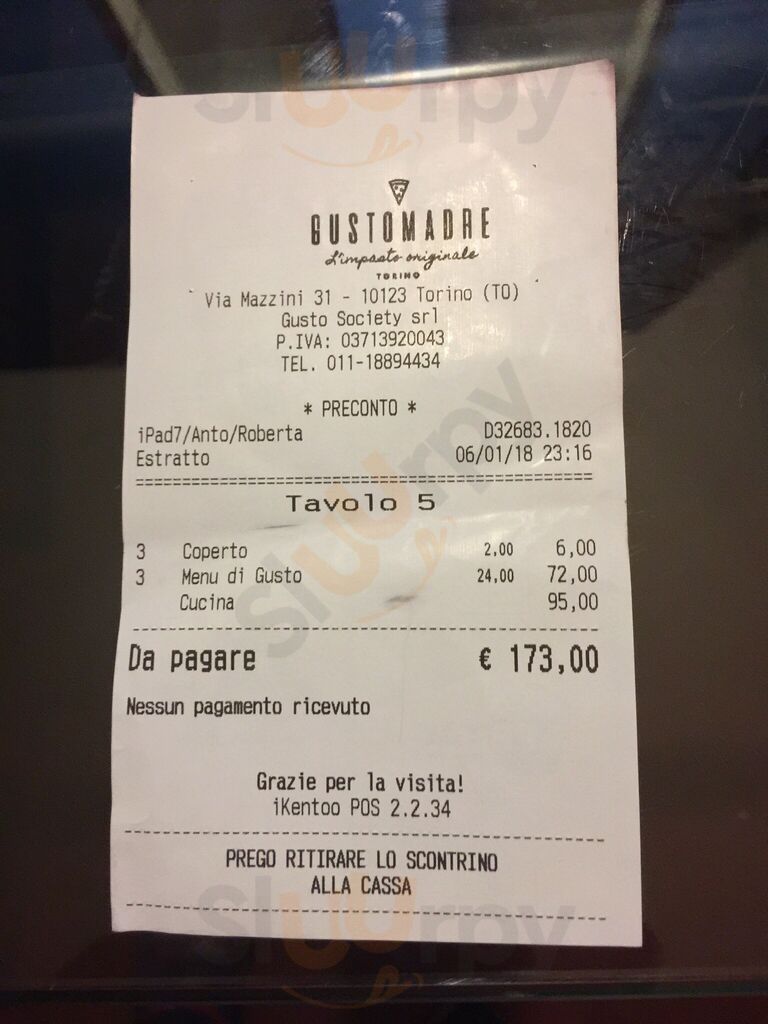 Sluurpy
GUSTOMADRE
L'impasto originale
TORINO
Via Mazzini 31 - 10123 Torino (TO)
Gusto Society srl
P.IVA: 03713920043
TEL. 011-18894434
* PRECONTO *
iPad7/Anto/Roberta D32683.1820
Estratto 06/01/18 23:16
Tavolo 5
Sluurpy
3 Coperto 2,00 6,00
3 Menu di Gusto 24,00 72,00
Cucina 95,00
Da pagare € 173,00
Nessun pagamento ricevuto
Grazie per la visita!
iKentoo POS 2.2.34
PREGO RITIRARE LO SCONTRINO
ALLA CASSA
Sluurpy